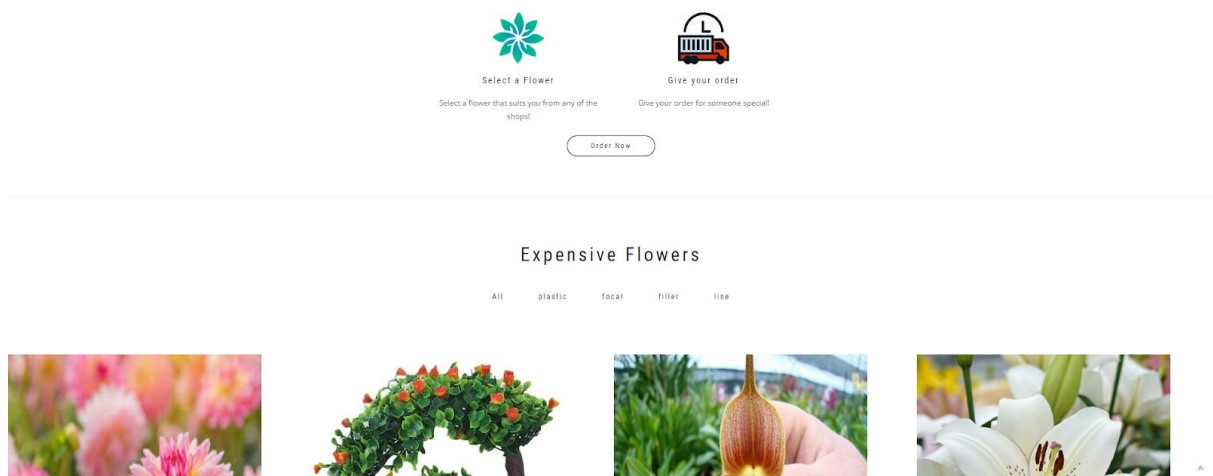 Select a Flower
Give your order
Select a flower that suits you from any of the
shops!
Give your order for someone special!
Order Now
Expensive Flowers
All plastic focal filler line